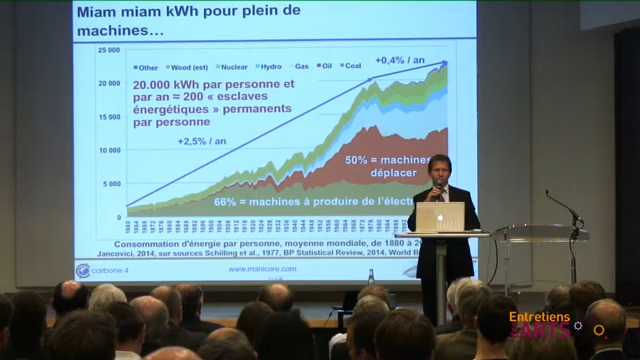 Miam miam kWh pour plein de
machines…
25 000
Other Wood (est) Nuclear Hydro Gas Oil Coal
+0,4% / an
20 000
20.000 kWh par personne et
par an ≈ 200 « esclaves
énergétiques » permanents
par personne
15 000
+2,5% / an
10 000
50% = machines
déplacer
5 000
66% = machines à produire de l'élect
Consommation d'énergie par personne, moyenne mondiale, de 1880 à 2
Jancovici, 2014, sur sources Schilling et al., 1977, BP Statistical Review, 2014, World B
carbone 4
www.manicore.com
Entretiens
ARTS